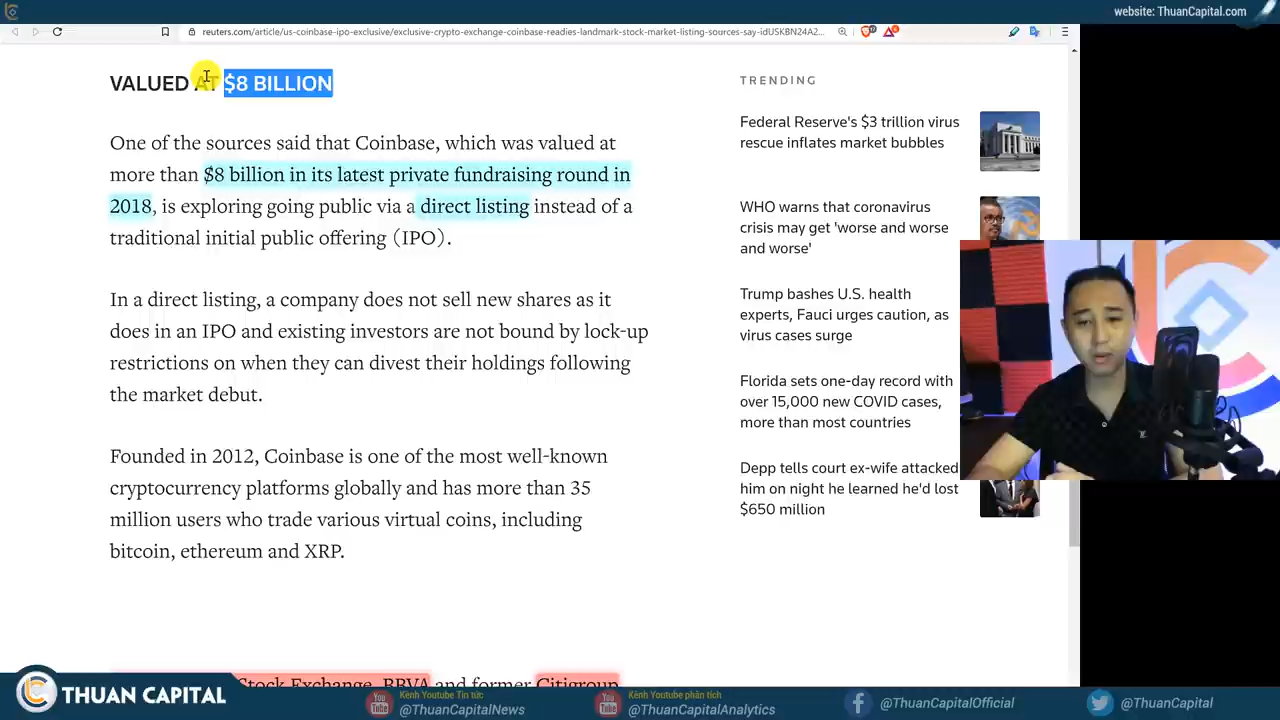 website: ThuanCapital.com
reuters.com/article/us-coinbase-ipo-exclusive/exclusive-crypto-exchange-coinbase-readies-landmark-stock-market-listing-sources-say-idUSKBN24A2...
VALUED AT $8 BILLION
One of the sources said that Coinbase, which was valued at
more than $8 billion in its latest private fundraising round in
2018, is exploring going public via a direct listing instead of a
traditional initial public offering (IPO).
In a direct listing, a company does not sell new shares as it
does in an IPO and existing investors are not bound by lock-up
restrictions on when they can divest their holdings following
the market debut.
Founded in 2012, Coinbase is one of the most well-known
cryptocurrency platforms globally and has more than 35
million users who trade various virtual coins, including
bitcoin, ethereum and XRP.
Stock Exchange, BBVA and former Citigroup
TRENDING
Federal Reserve's $3 trillion virus
rescue inflates market bubbles
WHO warns that coronavirus
crisis may get 'worse and worse
and worse'
Trump bashes U.S. health
experts, Fauci urges caution, as
virus cases surge
Florida sets one-day record with
over 15,000 new COVID cases,
more than most countries
Depp tells court ex-wife attacked
him on night he learned he'd lost
$650 million
THUAN CAPITAL
You
Kênh Youtube Tin tức:
@ThuanCapitalNews
You
Kênh Youtube phân tích
@ThuanCapitalAnalytics
@ThuanCapitalOfficial
@ThuanCapital